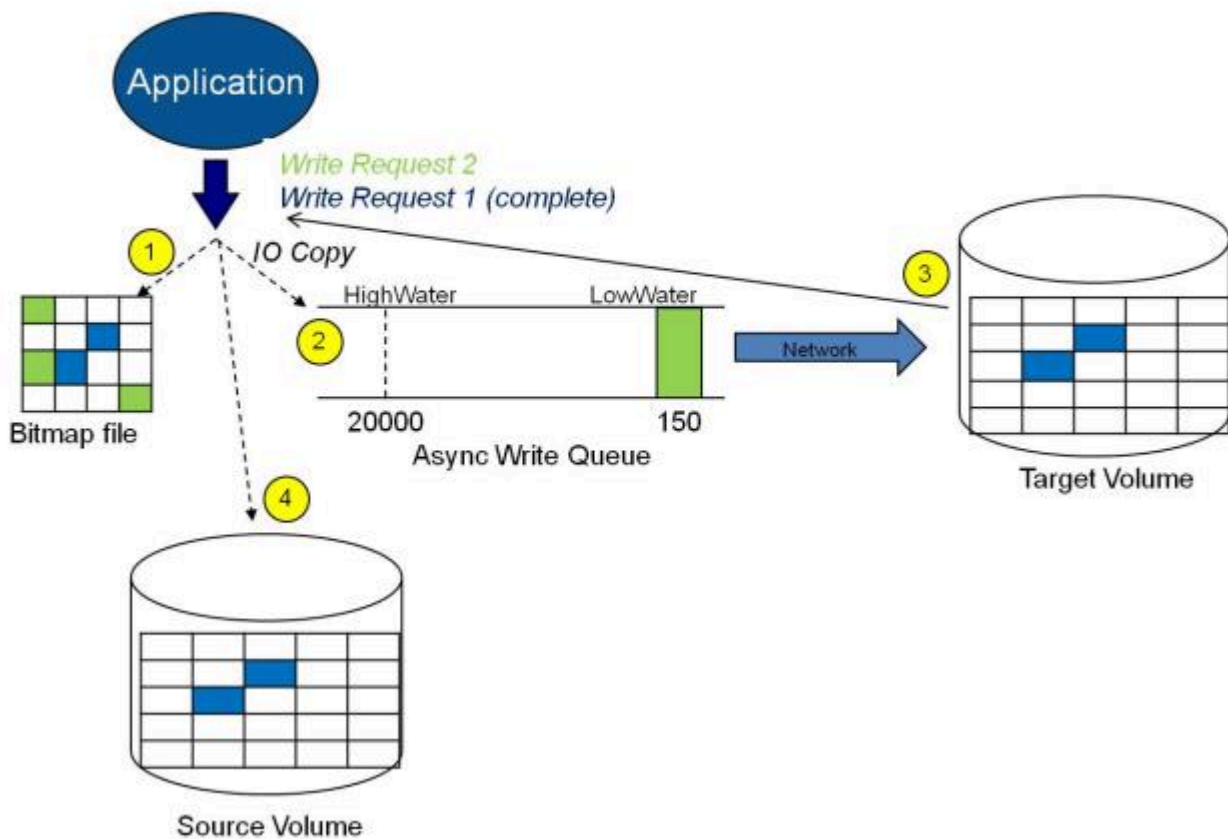 Application
Write Request 2
Write Request 1 (complete)
1
IO Copy
3
HighWater
LowWater
2
Network
20000
150
Bitmap file
Async Write Queue
Target Volume
4
Source Volume